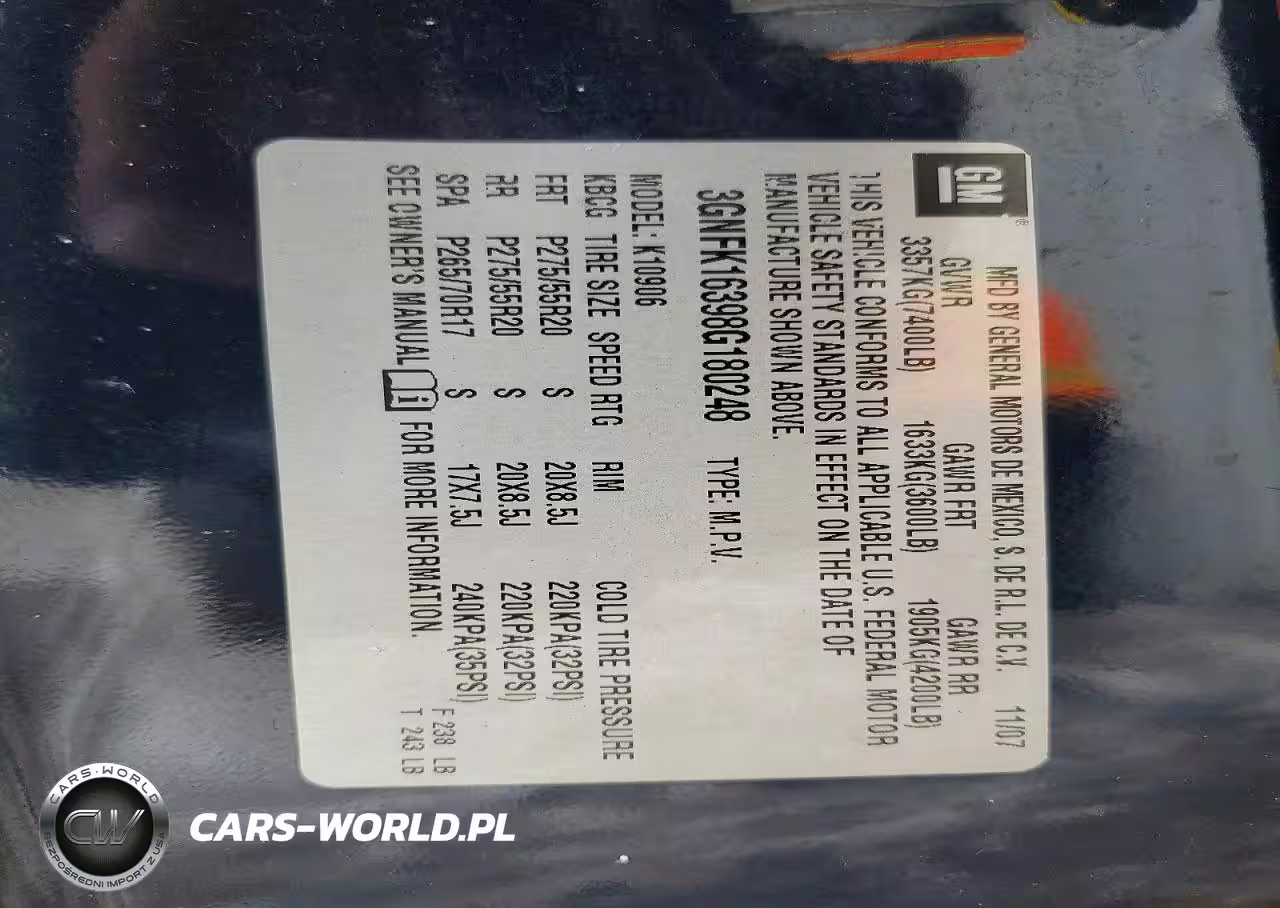 GM®
MFD BY GENERAL MOTORS DE MEXICO, S. DE R.L. DE C.V. 11/07
GVWR GAWR FRT GAWR RR
3357KG(7400LB) 1633KG(3600LB) 1905KG(4200LB)
THIS VEHICLE CONFORMS TO ALL APPLICABLE U.S. FEDERAL MOTOR
VEHICLE SAFETY STANDARDS IN EFFECT ON THE DATE OF
MANUFACTURE SHOWN ABOVE.
3GNFK16398G180248 TYPE: M.P.V.
MODEL: K10906
KBCG TIRE SIZE SPEED RTG RIM COLD TIRE PRESSURE
FRT P275/55R20 S 20X8.5J 220KPA(32PSI)
RR P275/55R20 S 20X8.5J 220KPA(32PSI)
SPA P265/70R17 S 17X7.5J 240KPA(35PSI)
SEE OWNER'S MANUAL FOR MORE INFORMATION.
F 238 LB
T 243 LB
CARS-WORLD
CW
BEZPOŚREDNI IMPORT Z USA
CARS-WORLD.PL